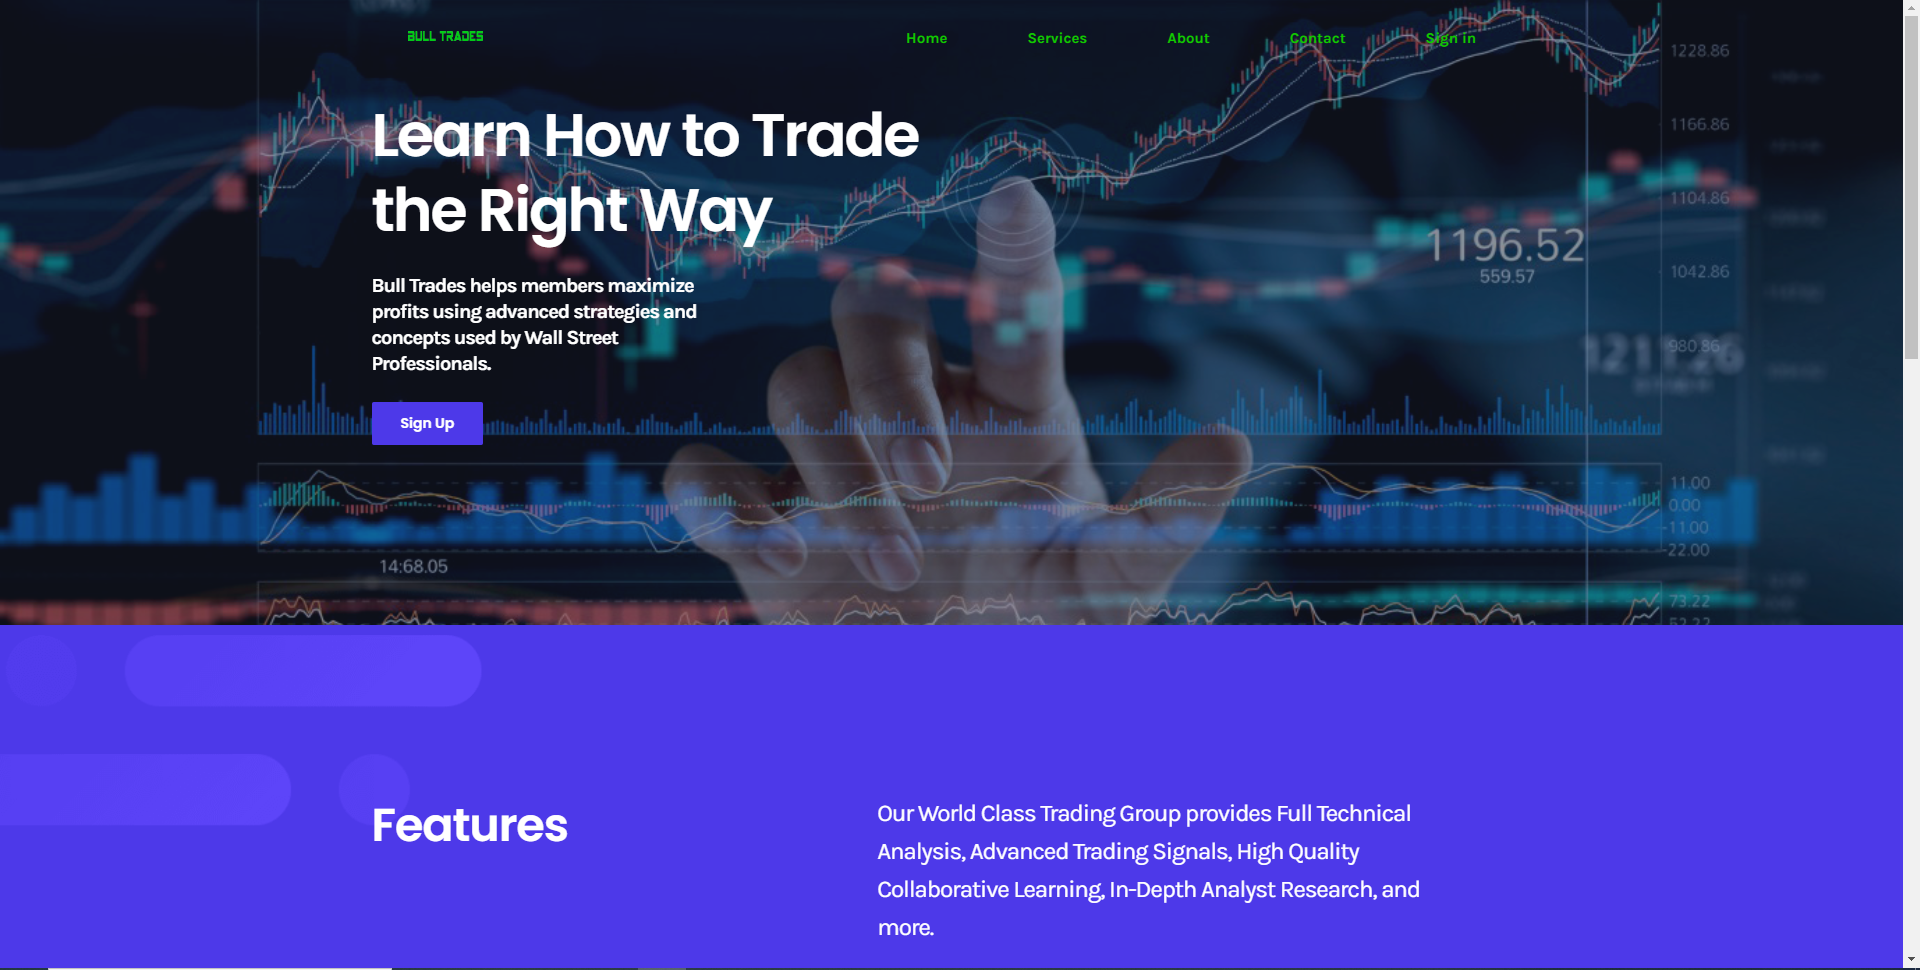 BULL TRADES
Home
Services
About
Contact
Sign in
1228.86
Learn How to Trade
the Right Way
1166.86
1104.86
1196.52
559.57
1042.86
Bull Trades helps members maximize
profits using advanced strategies and
concepts used by Wall Street
Professionals.
1211.26
980.86
Sign Up
11.00
0.00
-11.00
-22.00
14:68.05
73.22
52.22
Features
Our World Class Trading Group provides Full Technical
Analysis, Advanced Trading Signals, High Quality
Collaborative Learning, In-Depth Analyst Research, and
more.